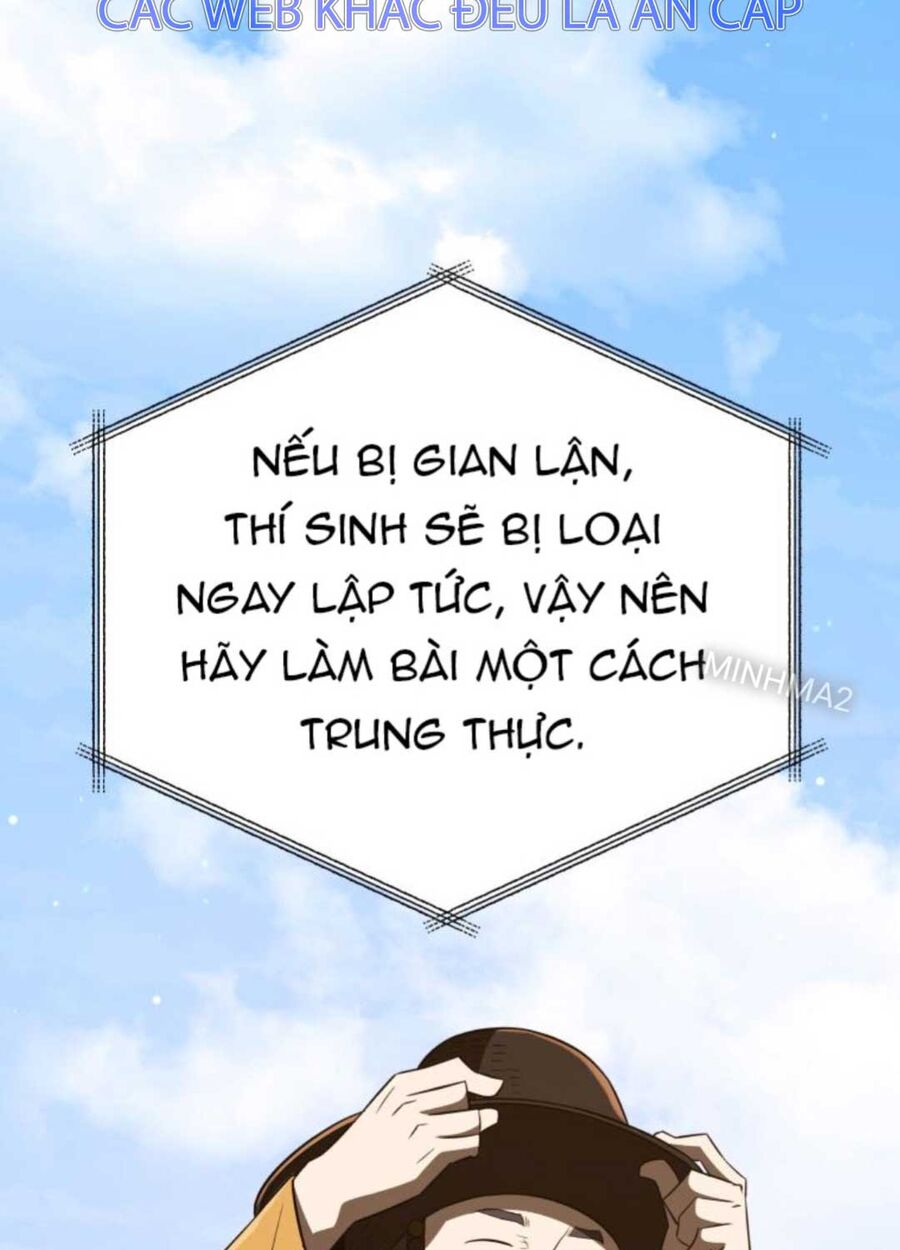 CÁC WEB KHÁC ĐỀU LÀ ĂN CẮP
NẾU BỊ GIAN LẬN,
THÍ SINH SẼ BỊ LOẠI
NGAY LẬP TỨC, VẬY NÊN
HÃY LÀM BÀI MỘT CÁCH
TRUNG THỰC.
MINHMA2